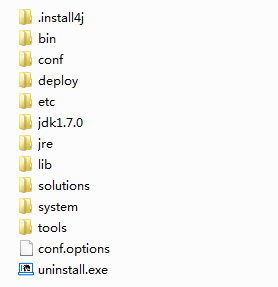 .install4j
bin
conf
deploy
etc
jdk1.7.0
jre
lib
solutions
system
tools
conf.options
uninstall.exe